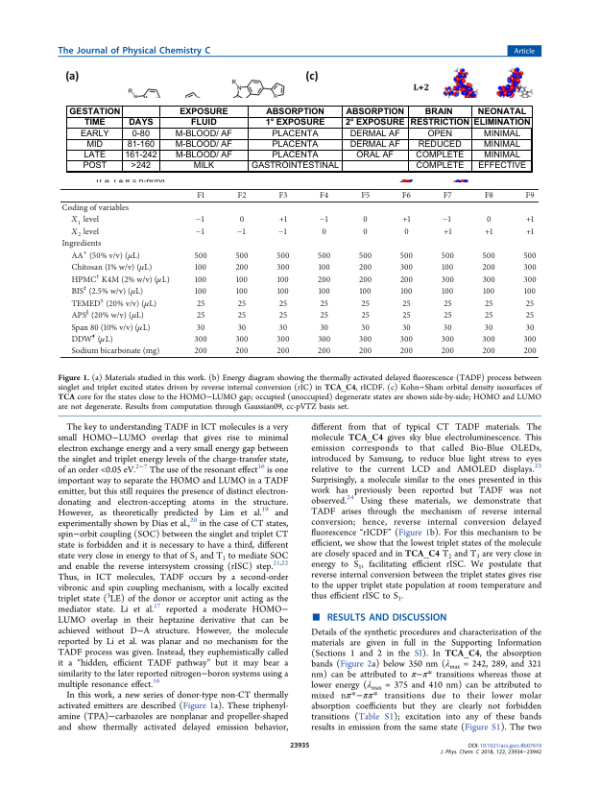 The Journal of Physical Chemistry C
Article
(a)
(c)
R
N
R
N
S
L+2
GESTATION EXPOSURE ABSORPTION ABSORPTION BRAIN NEONATAL
TIME DAYS FLUID 1° EXPOSURE 2° EXPOSURE RESTRICTION ELIMINATION
EARLY 0-80 M-BLOOD/ AF PLACENTA DERMAL AF OPEN MINIMAL
MID 81-160 M-BLOOD/ AF PLACENTA DERMAL AF REDUCED MINIMAL
LATE 161-242 M-BLOOD/ AF PLACENTA ORAL AF COMPLETE MINIMAL
POST >242 MILK GASTROINTESTINAL COMPLETE EFFECTIVE
F1 F2 F3 F4 F5 F6 F7 F8 F9
Coding of variables
X1 level −1 0 +1 −1 0 +1 −1 0 +1
X2 level −1 −1 −1 0 0 0 +1 +1 +1
Ingredients
AA* (50% v/v) (μL) 500 500 500 500 500 500 500 500 500
Chitosan (1% w/v) (μL) 100 200 300 100 200 300 100 200 300
HPMC† K4M (2% w/v) (μL) 100 100 100 200 200 200 300 300 300
BIS‡ (2.5% w/v) (μL) 100 100 100 100 100 100 100 100 100
TEMED§ (20% v/v) (μL) 25 25 25 25 25 25 25 25 25
APS‖ (20% w/v) (μL) 25 25 25 25 25 25 25 25 25
Span 80 (10% v/v) (μL) 30 30 30 30 30 30 30 30 30
DDW¶ (μL) 300 300 300 300 300 300 300 300 300
Sodium bicarbonate (mg) 200 200 200 200 200 200 200 200 200
Figure 1. (a) Materials studied in this work. (b) Energy diagram showing the thermally activated delayed fluorescence (TADF) process between
singlet and triplet excited states driven by reverse internal conversion (rIC) in TCA_C4, rICDF. (c) Kohn−Sham orbital density isosurfaces of
TCA core for the states close to the HOMO−LUMO gap; occupied (unoccupied) degenerate states are shown side-by-side; HOMO and LUMO
are not degenerate. Results from computation through Gaussian09, cc-pVTZ basis set.
The key to understanding TADF in ICT molecules is a very
small HOMO−LUMO overlap that gives rise to minimal
electron exchange energy and a very small energy gap between
the singlet and triplet energy levels of the charge-transfer state,
of an order <0.05 eV.2−7 The use of the resonant effect16 is one
important way to separate the HOMO and LUMO in a TADF
emitter, but this still requires the presence of distinct electron-
donating and electron-accepting atoms in the structure.
However, as theoretically predicted by Lim et al.19 and
experimentally shown by Dias et al.,20 in the case of CT states,
spin−orbit coupling (SOC) between the singlet and triplet CT
state is forbidden and it is necessary to have a third, different
state very close in energy to that of S1 and T1 to mediate SOC
and enable the reverse intersystem crossing (rISC) step.21,22
Thus, in ICT molecules, TADF occurs by a second-order
vibronic and spin coupling mechanism, with a locally excited
triplet state (3LE) of the donor or acceptor unit acting as the
mediator state. Li et al.17 reported a moderate HOMO−
LUMO overlap in their heptazine derivative that can be
achieved without D−A structure. However, the molecule
reported by Li et al. was planar and no mechanism for the
TADF process was given. Instead, they euphemistically called
it a "hidden, efficient TADF pathway" but it may bear a
similarity to the later reported nitrogen−boron systems using a
multiple resonance effect.16
In this work, a new series of donor-type non-CT thermally
activated emitters are described (Figure 1a). These triphenyl-
amine (TPA)−carbazoles are nonplanar and propeller-shaped
and show thermally activated delayed emission behavior,
different from that of typical CT TADF materials. The
molecule TCA_C4 gives sky blue electroluminescence. This
emission corresponds to that called Bio-Blue OLEDs,
introduced by Samsung, to reduce blue light stress to eyes
relative to the current LCD and AMOLED displays.23
Surprisingly, a molecule similar to the ones presented in this
work has previously been reported but TADF was not
observed.24 Using these materials, we demonstrate that
TADF arises through the mechanism of reverse internal
conversion; hence, reverse internal conversion delayed
fluorescence "rICDF" (Figure 1b). For this mechanism to be
efficient, we show that the lowest triplet states of the molecule
are closely spaced and in TCA_C4 T2 and T3 are very close in
energy to S1, facilitating efficient rISC. We postulate that
reverse internal conversion between the triplet states gives rise
to the upper triplet state population at room temperature and
thus efficient rISC to S1.
■ RESULTS AND DISCUSSION
Details of the synthetic procedures and characterization of the
materials are given in full in the Supporting Information
(Sections 1 and 2 in the SI). In TCA_C4, the absorption
bands (Figure 2a) below 350 nm (λmax = 242, 289, and 321
nm) can be attributed to π−π* transitions whereas those at
lower energy (λmax = 375 and 410 nm) can be attributed to
mixed nπ*−ππ* transitions due to their lower molar
absorption coefficients but they are clearly not forbidden
transitions (Table S1); excitation into any of these bands
results in emission from the same state (Figure S1). The two
23935
DOI: 10.1021/acs.jpcc.8b07610
J. Phys. Chem. C 2018, 122, 23934−23942